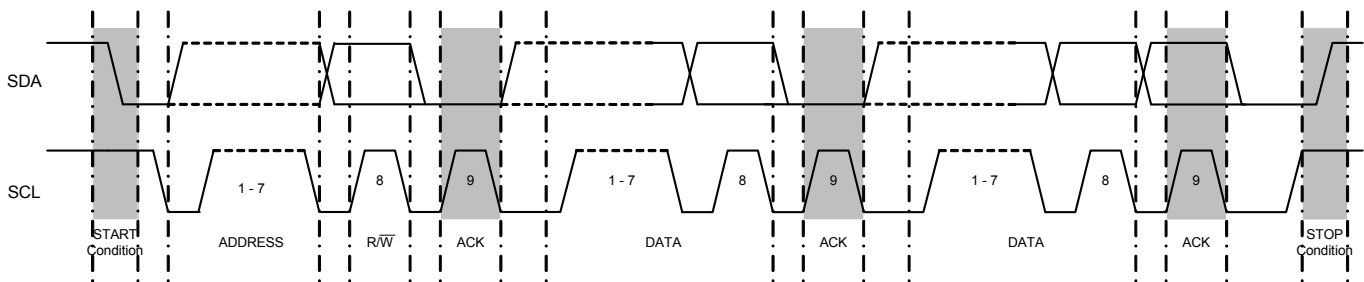 SDA
SCL
1 - 7
8
9
1 - 7
8
9
1 - 7
8
9
START
Condition
ADDRESS
R/W̅
ACK
DATA
ACK
DATA
ACK
STOP
Condition